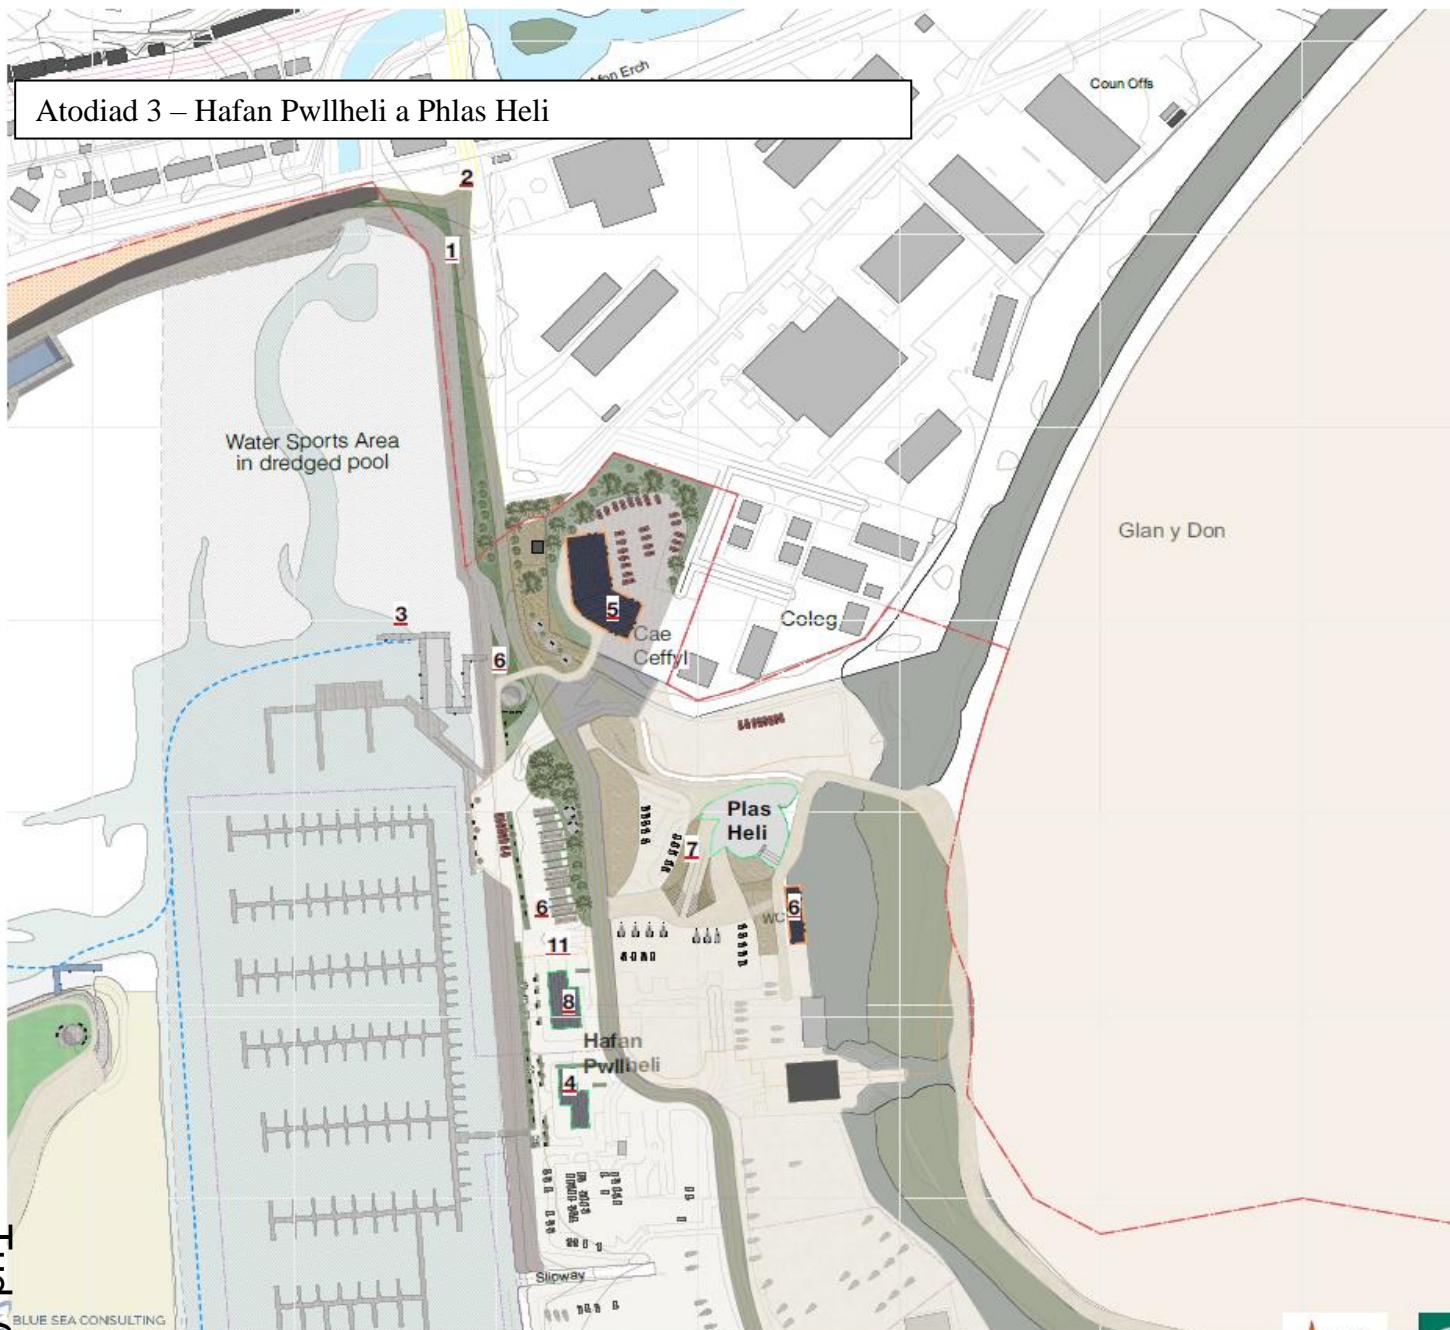 Coun Offs
Atodiad 3 – Hafan Pwllheli a Phlas Heli
2
1
Water Sports Area
in dredged pool
Glan y Don
3
5
Cae
Ceffyl
Coleg
6
Plas
Heli
7
6
WC
6
11
8
Hafan
Pwllheli
4
Slipway
BLUE SEA CONSULTING